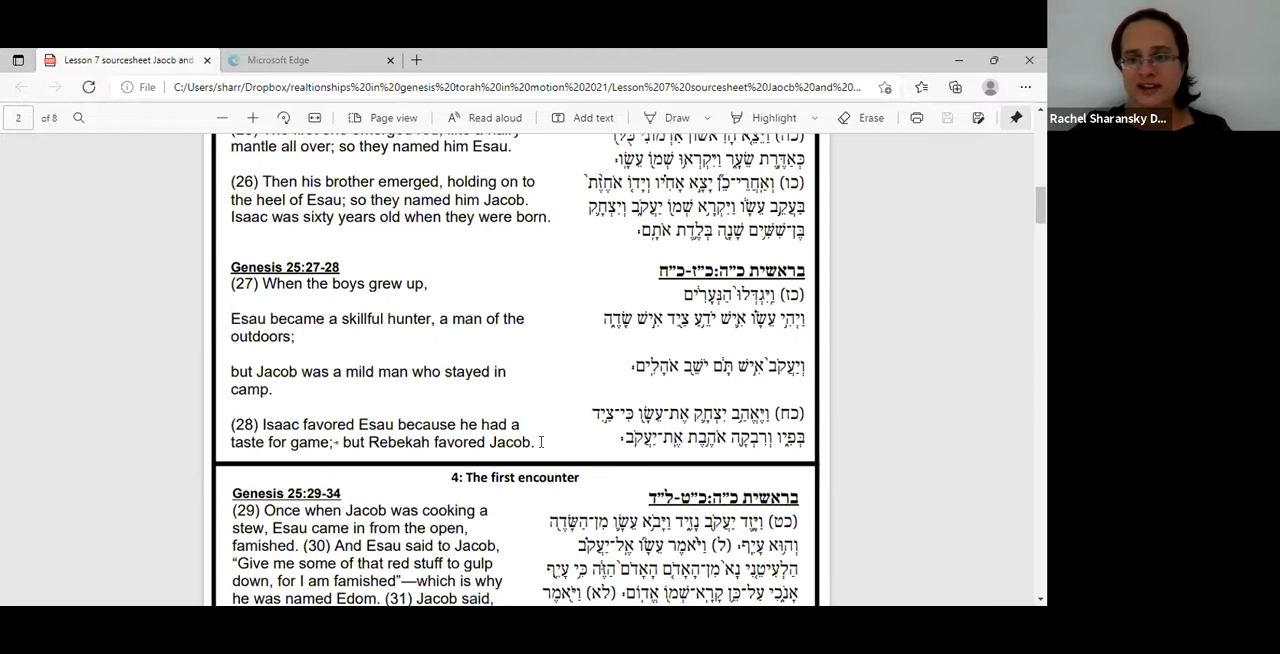 Lesson 7 sourcesheet Jaocb and
Microsoft Edge
File
C:/Users/sharr/Dropbox/realtionships%20in%20genesis%20torah%20in%20motion%202021/Lesson%207%20sourcesheet%20Jaocb%20and%20...
2 of 8
Page view
Read aloud
Add text
Draw
Highlight
Erase
Rachel Sharansky D...
mantle all over; so they named him Esau.
(26) Then his brother emerged, holding on to
the heel of Esau; so they named him Jacob.
Isaac was sixty years old when they were born.
Genesis 25:27-28
(27) When the boys grew up,
Esau became a skillful hunter, a man of the
outdoors;
but Jacob was a mild man who stayed in
camp.
(28) Isaac favored Esau because he had a
taste for game; but Rebekah favored Jacob.
כְּאַדֶּ֣רֶת שֵׂעָ֑ר וַיִּקְרְא֥וּ שְׁמ֖וֹ עֵשָֽׂו׃
(כו) וְאַֽחֲרֵי־כֵ֞ן יָצָ֣א אָחִ֗יו וְיָד֤וֹ אֹחֶ֙זֶת֙
בַּעֲקֵ֣ב עֵשָׂ֔ו וַיִּקְרָ֥א שְׁמ֖וֹ יַעֲקֹ֑ב וְיִצְחָ֛ק
בֶּן־שִׁשִּׁ֥ים שָׁנָ֖ה בְּלֶ֥דֶת אֹתָֽם׃
בראשית כ״ה:כ״ז-כ״ח
(כז) וַֽיִּגְדְּלוּ֙ הַנְּעָרִ֔ים
וַיְהִ֣י עֵשָׂ֗ו אִ֛ישׁ יֹדֵ֥עַ צַ֖יִד אִ֣ישׁ שָׂדֶ֑ה
וְיַעֲקֹב֙ אִ֣ישׁ תָּ֔ם יֹשֵׁ֖ב אֹהָלִֽים׃
(כח) וַיֶּאֱהַ֥ב יִצְחָ֛ק אֶת־עֵשָׂ֖ו כִּי־צַ֣יִד
בְּפִ֑יו וְרִבְקָ֖ה אֹהֶ֥בֶת אֶֽת־יַעֲקֹֽב׃
4: The first encounter
Genesis 25:29-34
(29) Once when Jacob was cooking a
stew, Esau came in from the open,
famished. (30) And Esau said to Jacob,
“Give me some of that red stuff to gulp
down, for I am famished”—which is why
he was named Edom. (31) Jacob said,
בראשית כ״ה:כ״ט-ל״ד
(כט) וַיָּ֥זֶד יַעֲקֹ֖ב נָזִ֑יד וַיָּבֹ֥א עֵשָׂ֛ו מִן־הַשָּׂדֶ֖ה
וְה֥וּא עָיֵֽף׃ (ל) וַיֹּ֨אמֶר עֵשָׂ֜ו אֶֽל־יַעֲקֹ֗ב
הַלְעִיטֵ֤נִי נָא֙ מִן־הָאָדֹ֤ם הָאָדֹם֙ הַזֶּ֔ה כִּ֥י עָיֵ֖ף
אָנֹ֑כִי עַל־כֵּ֥ן קָרָֽא־שְׁמ֖וֹ אֱדֽוֹם׃ (לא) וַיֹּ֖אמֶר